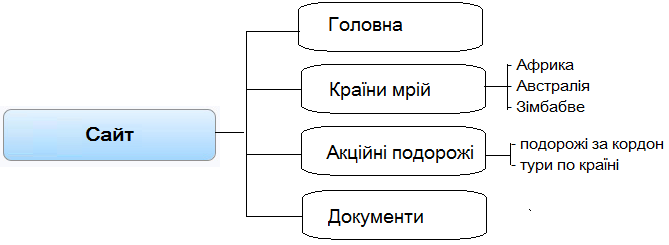 Головна
Країни мрій
- Африка
- Австралія
- Зімбабве
Сайт
Акційні подорожі
- подорожі за кордон
- тури по країні
Документи